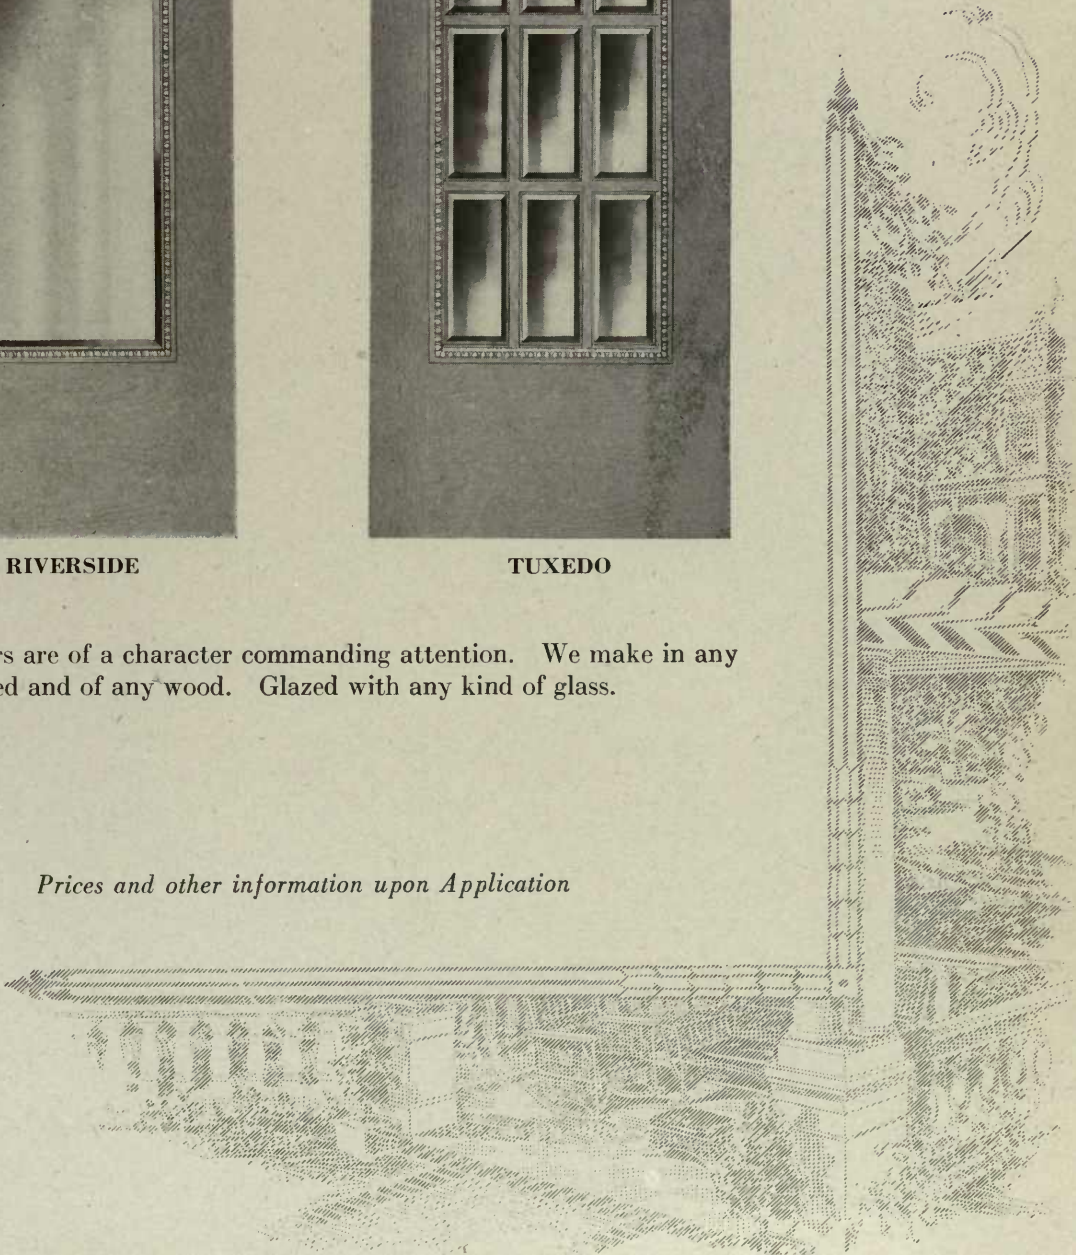 RIVERSIDE TUXEDO
are of a character commanding attention. We make in any
and of any wood. Glazed with any kind of glass.
Prices and other information upon Application